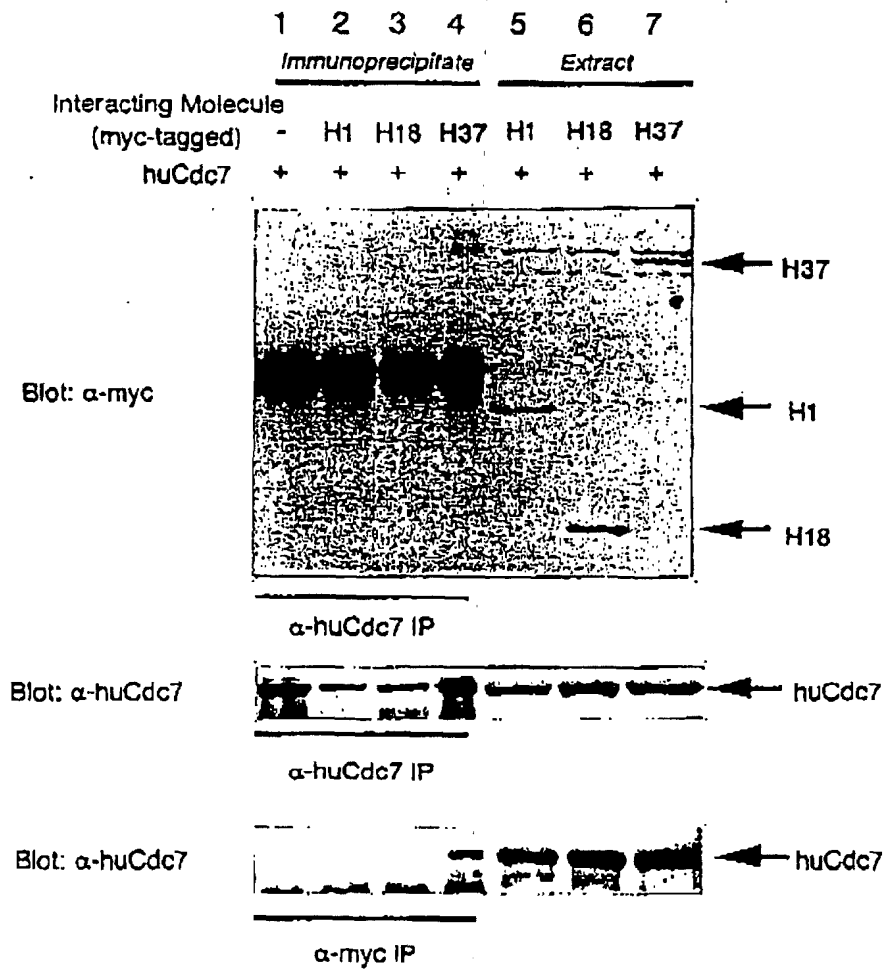 1 2 3 4 5 6 7
Immunoprecipitate Extract
Interacting Molecule
(myc-tagged) - H1 H18 H37 H1 H18 H37
huCdc7 + + + + + + +
H37
Blot: α-myc
H1
H18
α-huCdc7 IP
Blot: α-huCdc7
huCdc7
α-huCdc7 IP
Blot: α-huCdc7
huCdc7
α-myc IP